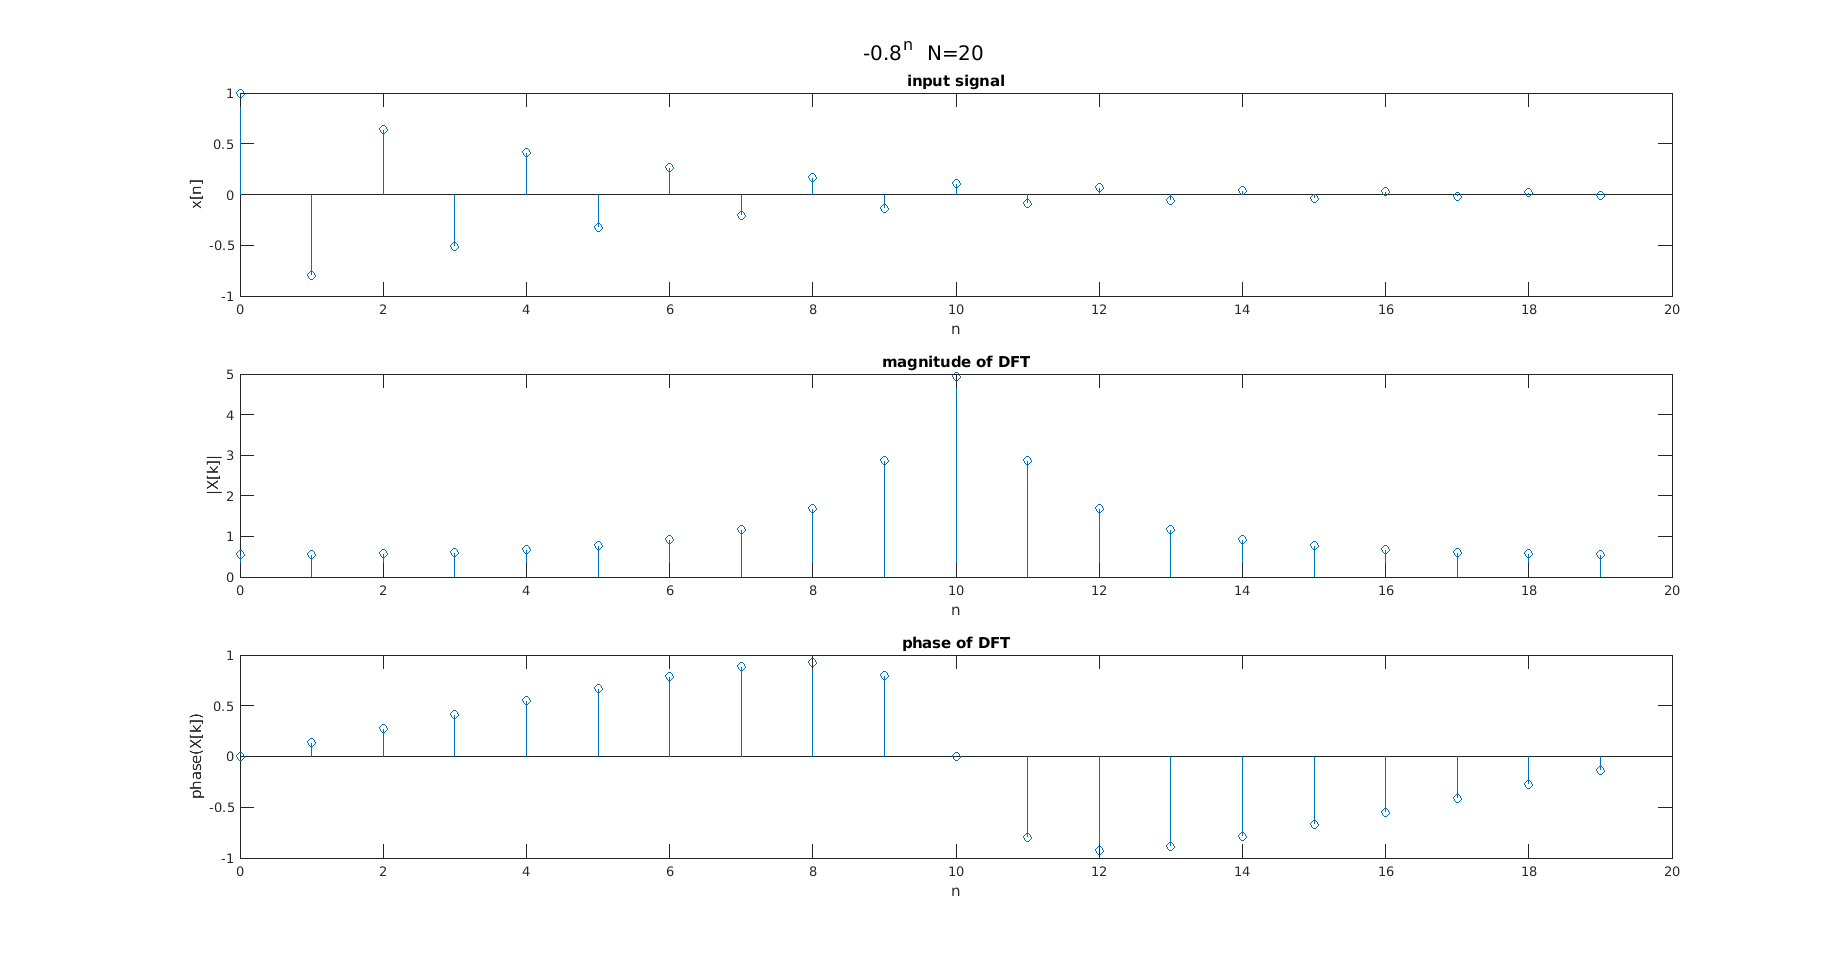 -0.8^n N=20
input signal
1
0.5
0
-0.5
-1
x[n]
0 2 4 6 8 10 12 14 16 18 20
n
magnitude of DFT
5
4
3
2
1
0
|X[k]|
0 2 4 6 8 10 12 14 16 18 20
n
phase of DFT
1
0.5
0
-0.5
-1
phase(X[k])
0 2 4 6 8 10 12 14 16 18 20
n